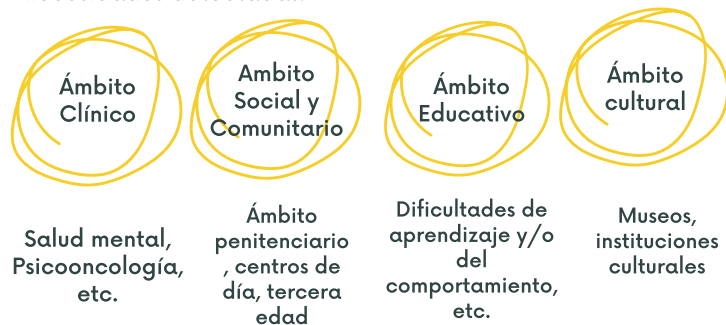 Ámbito
Clínico
Ambito
Social y
Comunitario
Ámbito
Educativo
Ámbito
cultural
Salud mental,
Psicooncología,
etc.
Ámbito
penitenciario
, centros de
día, tercera
edad
Dificultades de
aprendizaje y/o
del
comportamiento,
etc.
Museos,
instituciones
culturales